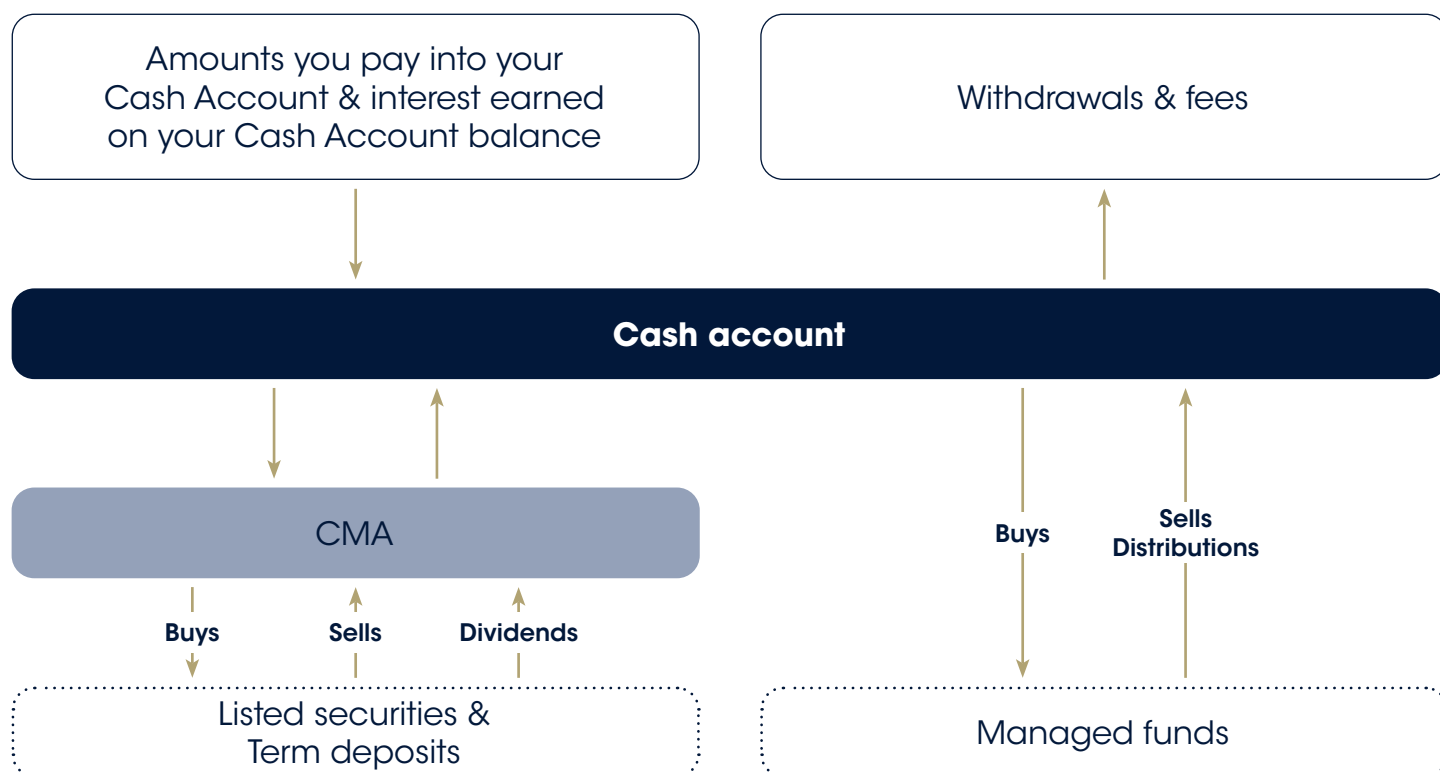 Amounts you pay into your
Cash Account & interest earned
on your Cash Account balance
Withdrawals & fees
Cash account
CMA
Buys
Sells
Distributions
Buys
Sells
Dividends
Listed securities &
Term deposits
Managed funds